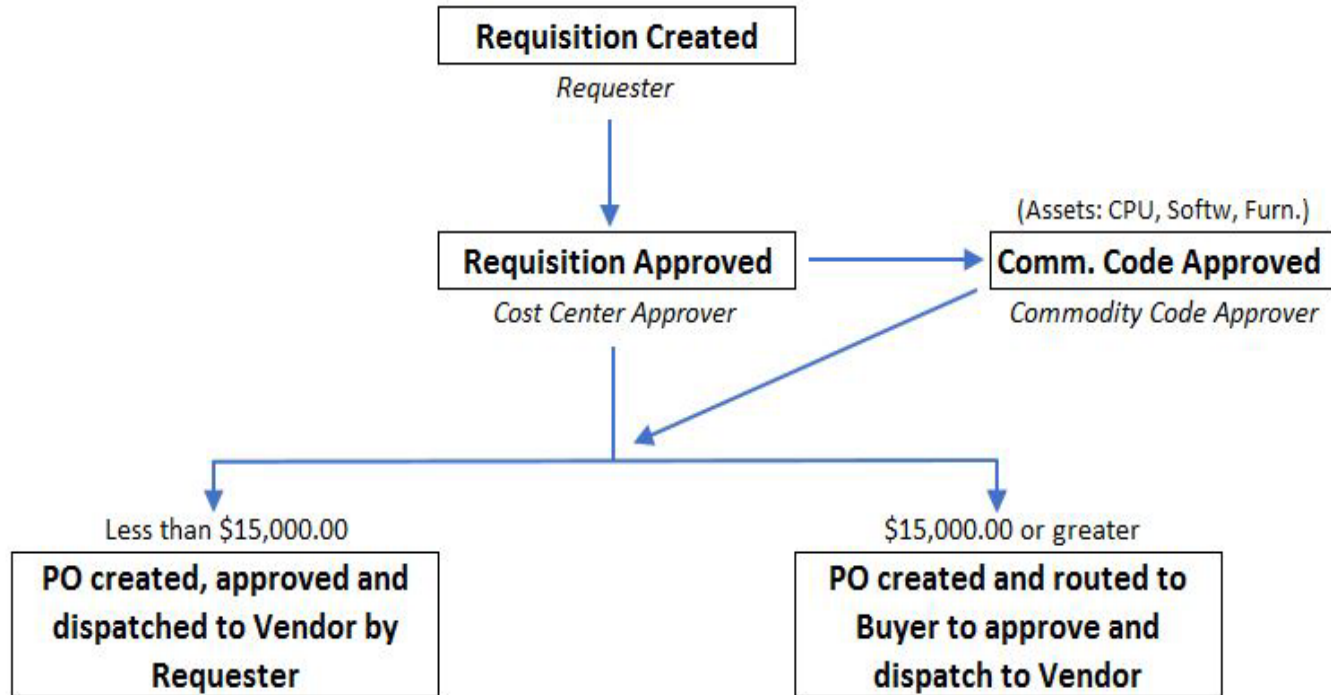 Requisition Created
Requester
(Assets: CPU, Softw, Furn.)
Requisition Approved
Comm. Code Approved
Cost Center Approver
Commodity Code Approver
Less than $15,000.00
$15,000.00 or greater
PO created, approved and
dispatched to Vendor by
Requester
PO created and routed to
Buyer to approve and
dispatch to Vendor